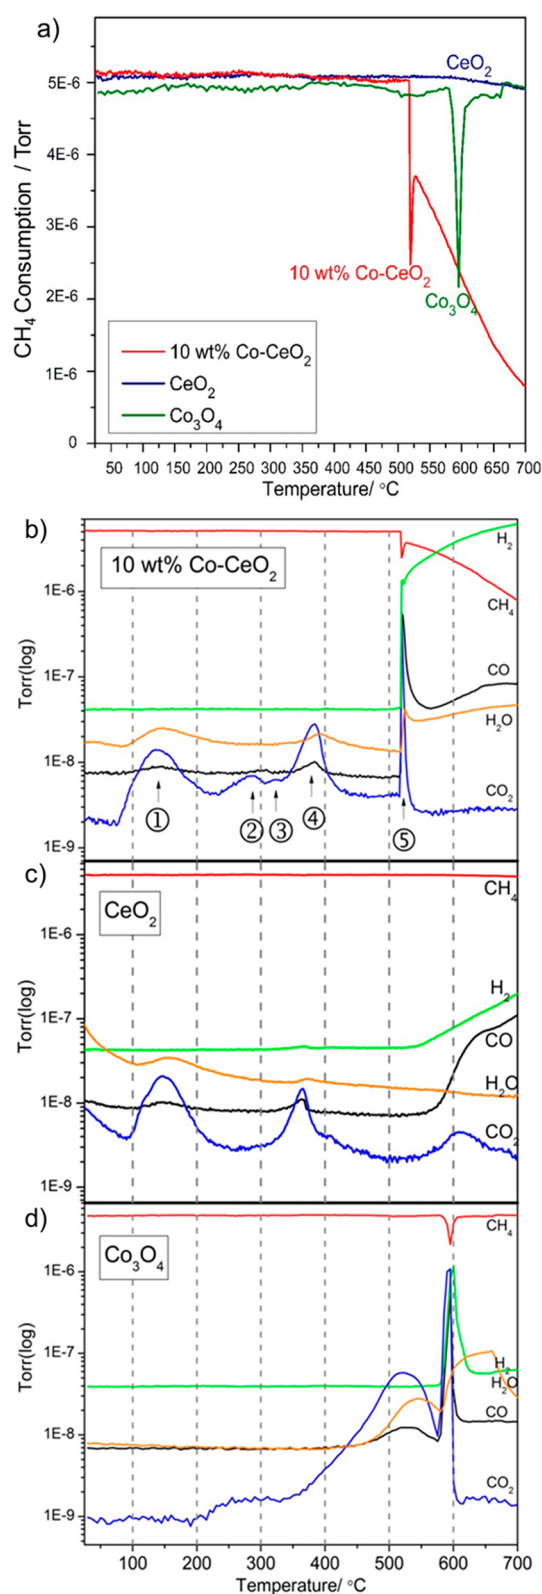 a)
CeO₂
5E-6
4E-6
3E-6
2E-6
1E-6
0
CH₄ Consumption / Torr
10 wt% Co-CeO₂
Co₃O₄
10 wt% Co-CeO₂
CeO₂
Co₃O₄
50 100 150 200 250 300 350 400 450 500 550 600 650 700
Temperature/ °C
b)
10 wt% Co-CeO₂
H₂
CH₄
CO
H₂O
CO₂
1E-6
1E-7
1E-8
1E-9
Torr(log)
① ② ③ ④ ⑤
c)
CeO₂
CH₄
H₂
CO
H₂O
CO₂
1E-6
1E-7
1E-8
1E-9
Torr(log)
d)
Co₃O₄
CH₄
H₂
H₂O
CO
CO₂
1E-6
1E-7
1E-8
1E-9
Torr(log)
100 200 300 400 500 600 700
Temperature/ °C